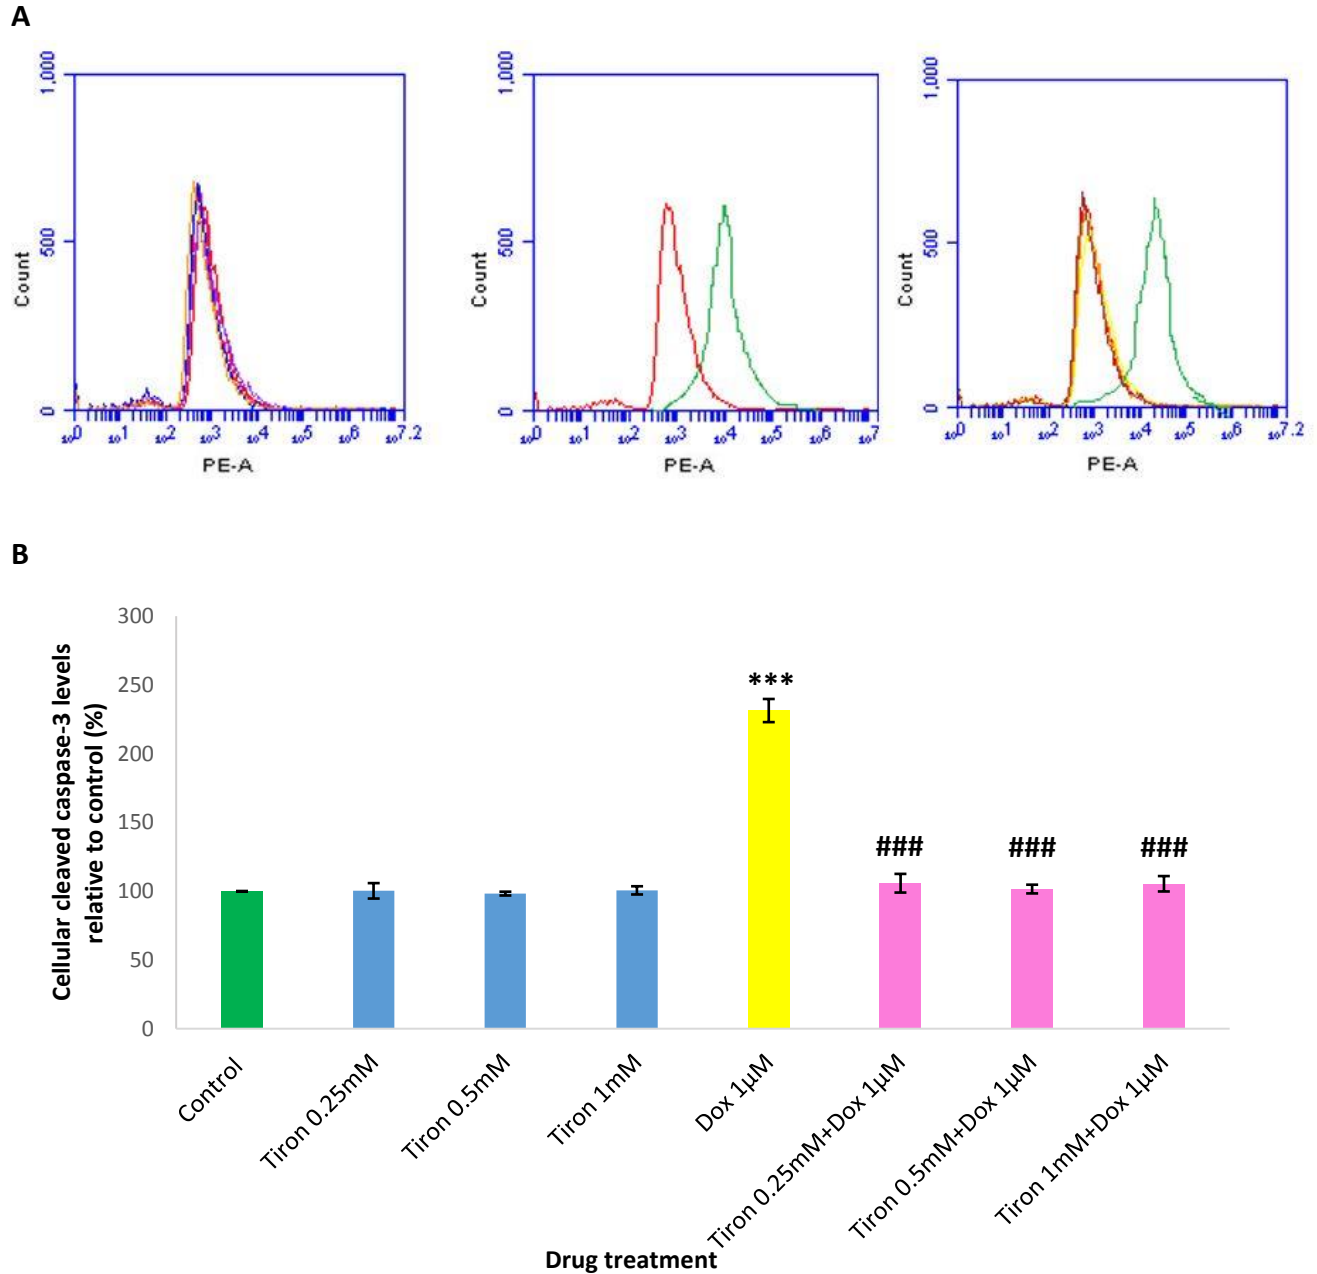 A
1,000
500
0
Count
10^0 10^1 10^2 10^3 10^4 10^5 10^6 10^7.2
PE-A
1,000
500
0
Count
10^0 10^1 10^2 10^3 10^4 10^5 10^6 10^7
PE-A
1,000
500
0
Count
10^0 10^1 10^2 10^3 10^4 10^5 10^6 10^7.2
PE-A
B
Cellular cleaved caspase-3 levels
relative to control (%)
300
250
200
150
100
50
0
***
###
###
###
Control
Tiron 0.25mM
Tiron 0.5mM
Tiron 1mM
Dox 1µM
Tiron 0.25mM+Dox 1µM
Tiron 0.5mM+Dox 1µM
Tiron 1mM+Dox 1µM
Drug treatment